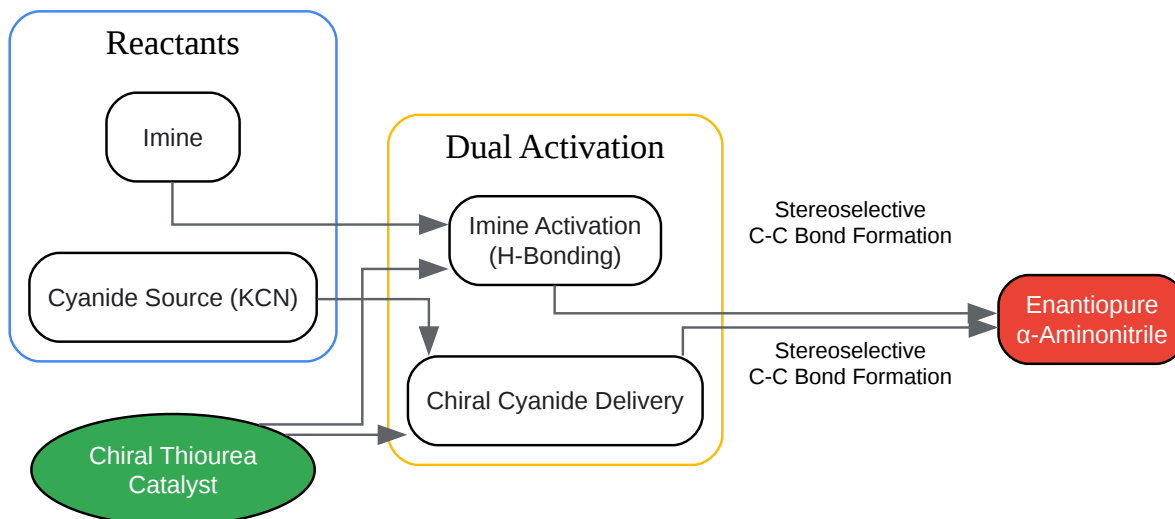 Reactants
Imine
Cyanide Source (KCN)
Chiral Thiourea
Catalyst
Dual Activation
Imine Activation
(H-Bonding)
Chiral Cyanide Delivery
Stereoselective
C-C Bond Formation
Stereoselective
C-C Bond Formation
Enantiopure
α-Aminonitrile